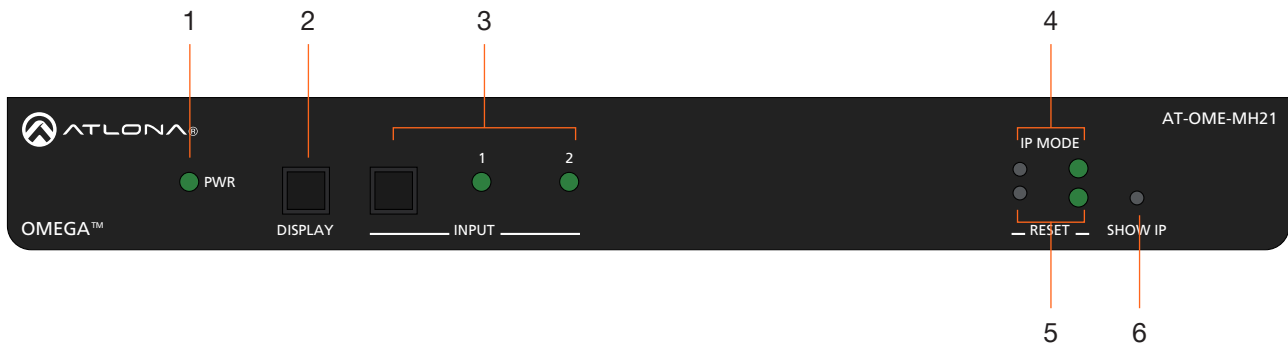 1 2 3 4
ATLONA®
AT-OME-MH21
IP MODE
1 2
PWR
OMEGA™
DISPLAY
INPUT
RESET
SHOW IP
5 6